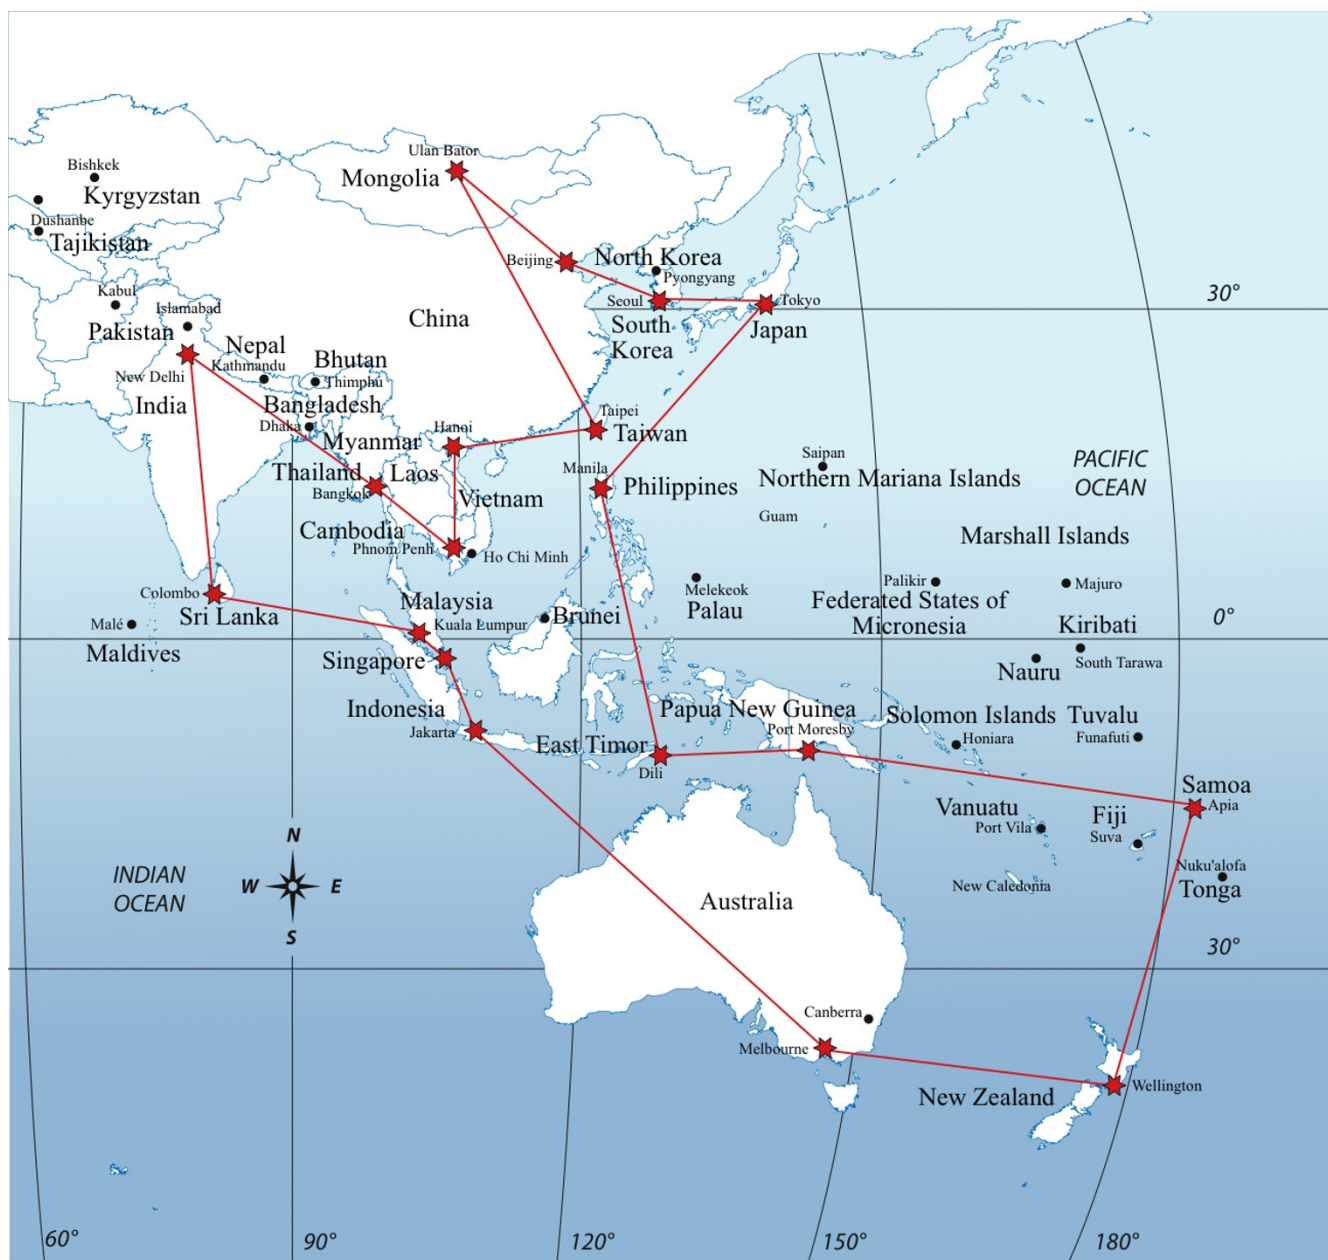 Ulan Bator
Mongolia
Bishkek
Kyrgyzstan
Dushanbe
Tajikistan
Beijing
North Korea
Pyongyang
Kabul
Islamabad
Pakistan
Seoul
Tokyo
30°
China
South
Korea
Japan
Nepal
Kathmandu
Bhutan
Thimphu
New Delhi
India
Bangladesh
Dhaka
Hanoi
Taipei
Taiwan
Myanmar
Thailand
Laos
Bangkok
Vietnam
Manila
Philippines
Saipan
Northern Mariana Islands
PACIFIC
OCEAN
Guam
Cambodia
Phnom Penh
Ho Chi Minh
Marshall Islands
Colombo
Sri Lanka
Malaysia
Kuala Lumpur
Brunei
Melekeok
Palau
Palikir
Federated States of
Micronesia
Majuro
Kiribati
South Tarawa
0°
Malé
Maldives
Singapore
Nauru
Indonesia
Jakarta
East Timor
Dili
Papua New Guinea
Port Moresby
Solomon Islands
Honiara
Tuvalu
Funafuti
Samoa
Apia
Vanuatu
Port Vila
Fiji
Suva
Nuku'alofa
Tonga
New Caledonia
INDIAN
OCEAN
N
W
E
S
Australia
30°
Canberra
Melbourne
New Zealand
Wellington
60°
90°
120°
150°
180°